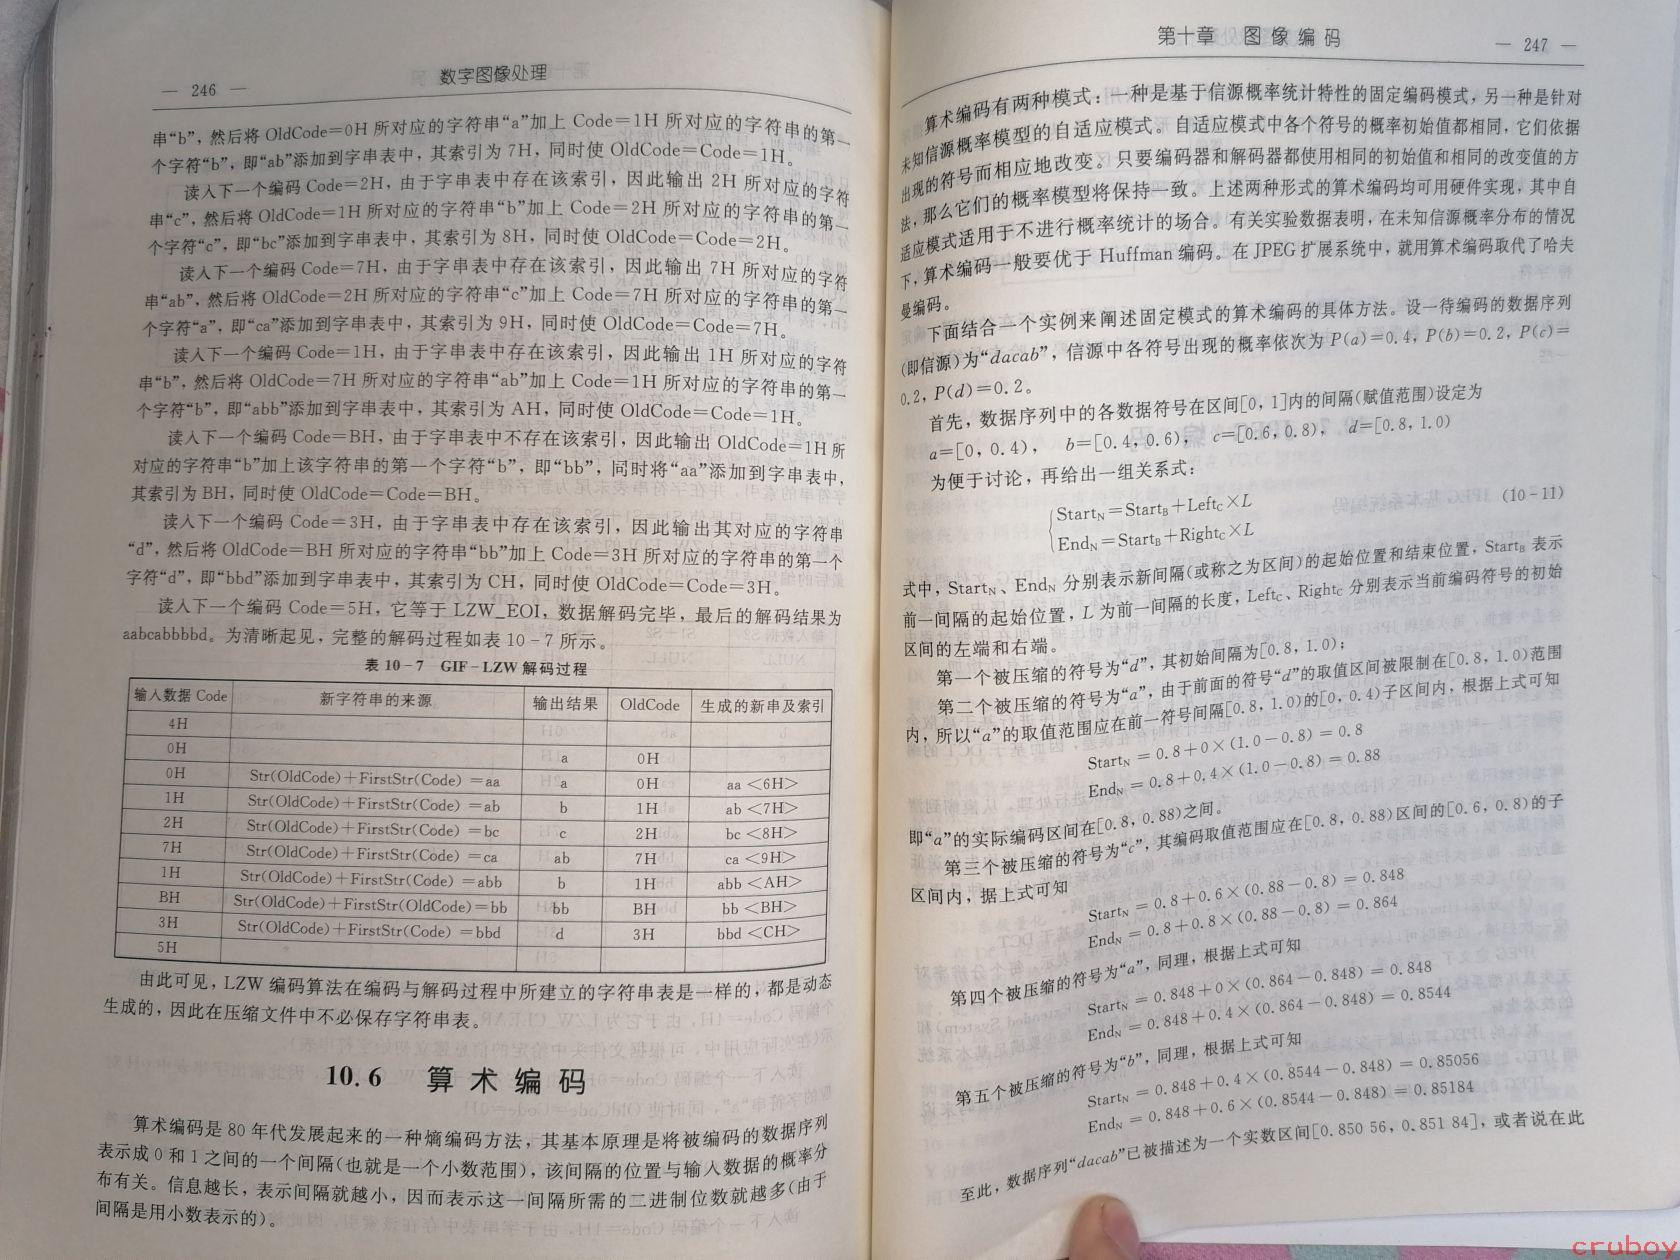 — 246 —
数字图像处理
串“b”，然后将 OldCode=0H 所对应的字符串“a”加上 Code=1H 所对应的字符串的第一
个字符“b”，即“ab”添加到字串表中，其索引为 7H，同时使 OldCode=Code=1H。
读入下一个编码 Code=2H，由于字串表中存在该索引，因此输出 2H 所对应的字符
串“c”，然后将 OldCode=1H 所对应的字符串“b”加上 Code=2H 所对应的字符串的第一
个字符“c”，即“bc”添加到字串表中，其索引为 8H，同时使 OldCode=Code=2H。
读入下一个编码 Code=7H，由于字串表中存在该索引，因此输出 7H 所对应的字符
串“ab”，然后将 OldCode=2H 所对应的字符串“c”加上 Code=7H 所对应的字符串的第一
个字符“a”，即“ca”添加到字串表中，其索引为 9H，同时使 OldCode=Code=7H。
读入下一个编码 Code=1H，由于字串表中存在该索引，因此输出 1H 所对应的字符
串“b”，然后将 OldCode=7H 所对应的字符串“ab”加上 Code=1H 所对应的字符串的第一
个字符“b”，即“abb”添加到字串表中，其索引为 AH，同时使 OldCode=Code=1H。
读入下一个编码 Code=BH，由于字串表中不存在该索引，因此输出 OldCode=1H 所
对应的字符串“b”加上该字符串的第一个字符“b”，即“bb”，同时将“aa”添加到字串表中，
其索引为 BH，同时使 OldCode=Code=BH。
读入下一个编码 Code=3H，由于字串表中存在该索引，因此输出其对应的字符串
“d”，然后将 OldCode=BH 所对应的字符串“bb”加上 Code=3H 所对应的字符串的第一个
字符“d”，即“bbd”添加到字串表中，其索引为 CH，同时使 OldCode=Code=3H。
读入下一个编码 Code=5H，它等于 LZW_EOI，数据解码完毕，最后的解码结果为
aabcabbbbd。为清晰起见，完整的解码过程如表 10-7 所示。
表 10-7 GIF-LZW 解码过程
输入数据 Code 新字符串的来源 输出结果 OldCode 生成的新串及索引
4H
0H a 0H
0H Str(OldCode)+FirstStr(Code) =aa a 0H aa <6H>
1H Str(OldCode)+FirstStr(Code) =ab b 1H ab <7H>
2H Str(OldCode)+FirstStr(Code) =bc c 2H bc <8H>
7H Str(OldCode)+FirstStr(Code) =ca ab 7H ca <9H>
1H Str(OldCode)+FirstStr(Code) =abb b 1H abb <AH>
BH Str(OldCode)+FirstStr(OldCode)=bb bb BH bb <BH>
3H Str(OldCode)+FirstStr(Code) =bbd d 3H bbd <CH>
5H
由此可见，LZW 编码算法在编码与解码过程中所建立的字符串表是一样的，都是动态
生成的，因此在压缩文件中不必保存字符串表。
10.6 算术编码
算术编码是 80 年代发展起来的一种熵编码方法，其基本原理是将被编码的数据序列
表示成 0 和 1 之间的一个间隔(也就是一个小数范围)，该间隔的位置与输入数据的概率分
布有关。信息越长，表示间隔就越小，因而表示这一间隔所需的二进制位数就越多(由于
间隔是用小数表示的)。
第十章 图像编码
— 247 —
算术编码有两种模式：一种是基于信源概率统计特性的固定编码模式，另一种是针对
未知信源概率模型的自适应模式。自适应模式中各个符号的概率初始值都相同，它们依据
出现的符号而相应地改变。只要编码器和解码器都使用相同的初始值和相同的改变值的方
法，那么它们的概率模型将保持一致。上述两种形式的算术编码均可用硬件实现，其中自
适应模式适用于不进行概率统计的场合。有关实验数据表明，在未知信源概率分布的情况
下，算术编码一般要优于 Huffman 编码。在 JPEG 扩展系统中，就用算术编码取代了哈夫
曼编码。
下面结合一个实例来阐述固定模式的算术编码的具体方法。设一待编码的数据序列
(即信源)为“dacab”，信源中各符号出现的概率依次为 P(a)=0.4，P(b)=0.2，P(c)=
0.2，P(d)=0.2。
首先，数据序列中的各数据符号在区间[0, 1]内的间隔(赋值范围)设定为
a=[0, 0.4)， b=[0.4, 0.6)， c=[0.6, 0.8)， d=[0.8, 1.0)
为便于讨论，再给出一组关系式：
StartN=StartB+LeftC×L
EndN=StartB+RightC×L
(10-11)
式中，StartN、EndN 分别表示新间隔(或称之为区间)的起始位置和结束位置，StartB 表示
前一间隔的起始位置，L 为前一间隔的长度，LeftC、RightC 分别表示当前编码符号的初始
区间的左端和右端。
第一个被压缩的符号为“d”，其初始间隔为[0.8, 1.0)；
第二个被压缩的符号为“a”，由于前面的符号“d”的取值区间被限制在[0.8, 1.0)范围
内，所以“a”的取值范围应在前一符号间隔[0.8, 1.0)的[0, 0.4)子区间内，根据上式可知
StartN = 0.8+0×(1.0-0.8) = 0.8
EndN = 0.8+0.4×(1.0-0.8) = 0.88
即“a”的实际编码区间在[0.8, 0.88)之间。
第三个被压缩的符号为“c”，其编码取值范围应在[0.8, 0.88)区间的[0.6, 0.8)的子
区间内，据上式可知
StartN = 0.8+0.6×(0.88-0.8) = 0.848
EndN = 0.8+0.8×(0.88-0.8) = 0.864
第四个被压缩的符号为“a”，同理，根据上式可知
StartN = 0.848+0×(0.864-0.848) = 0.848
EndN = 0.848+0.4×(0.864-0.848) = 0.8544
第五个被压缩的符号为“b”，同理，根据上式可知
StartN = 0.848+0.4×(0.8544-0.848) = 0.85056
EndN = 0.848+0.6×(0.8544-0.848) = 0.85184
至此，数据序列“dacab”已被描述为一个实数区间[0.850 56, 0.851 84]，或者说在此
cruboy